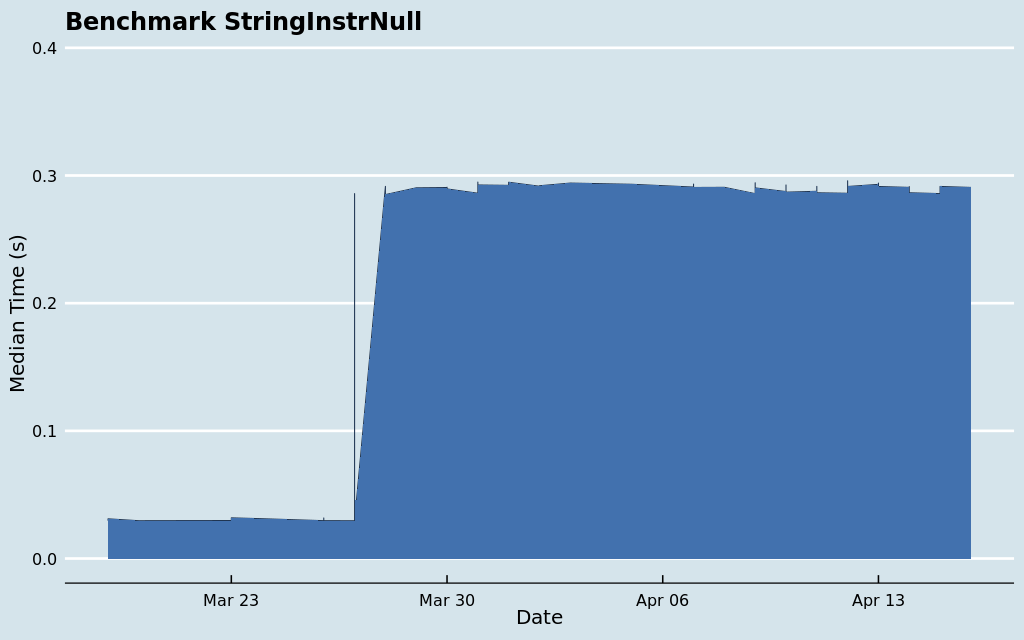 Benchmark StringInstrNull
0.4
0.3
0.2
0.1
0.0
Median Time (s)
Mar 23 Mar 30 Apr 06 Apr 13
Date